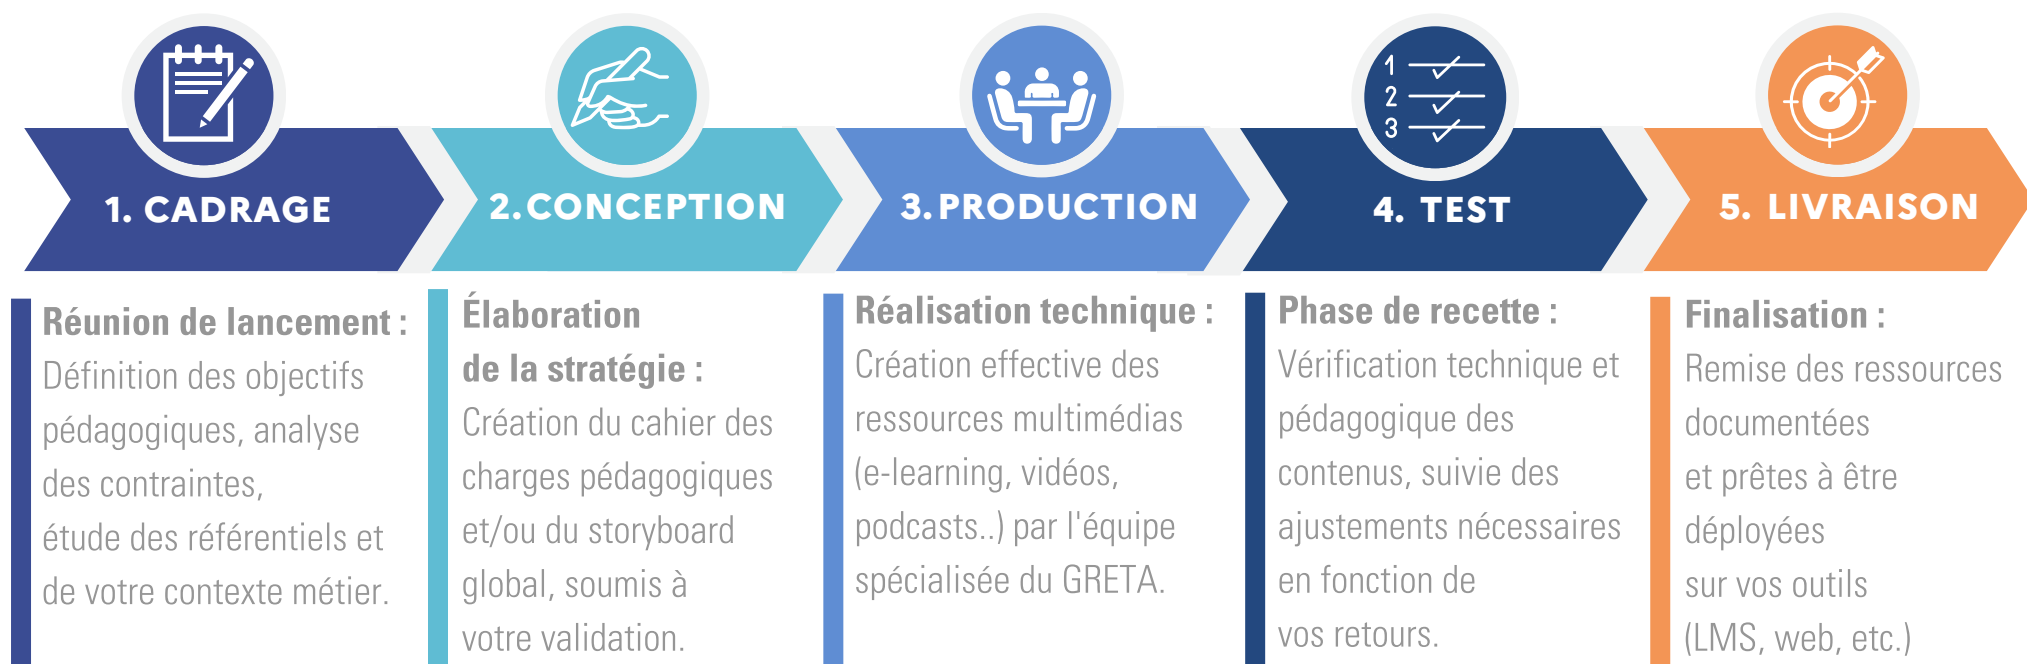 1
2
3
1. CADRAGE
2. CONCEPTION
3. PRODUCTION
4. TEST
5. LIVRAISON
Réunion de lancement :
Définition des objectifs
pédagogiques, analyse
des contraintes,
étude des référentiels et
de votre contexte métier.
Élaboration
de la stratégie :
Création du cahier des
charges pédagogiques
et/ou du storyboard
global, soumis à
votre validation.
Réalisation technique :
Création effective des
ressources multimédias
(e-learning, vidéos,
podcasts..) par l'équipe
spécialisée du GRETA.
Phase de recette :
Vérification technique et
pédagogique des
contenus, suivie des
ajustements nécessaires
en fonction de
vos retours.
Finalisation :
Remise des ressources
documentées
et prêtes à être
déployées
sur vos outils
(LMS, web, etc.)